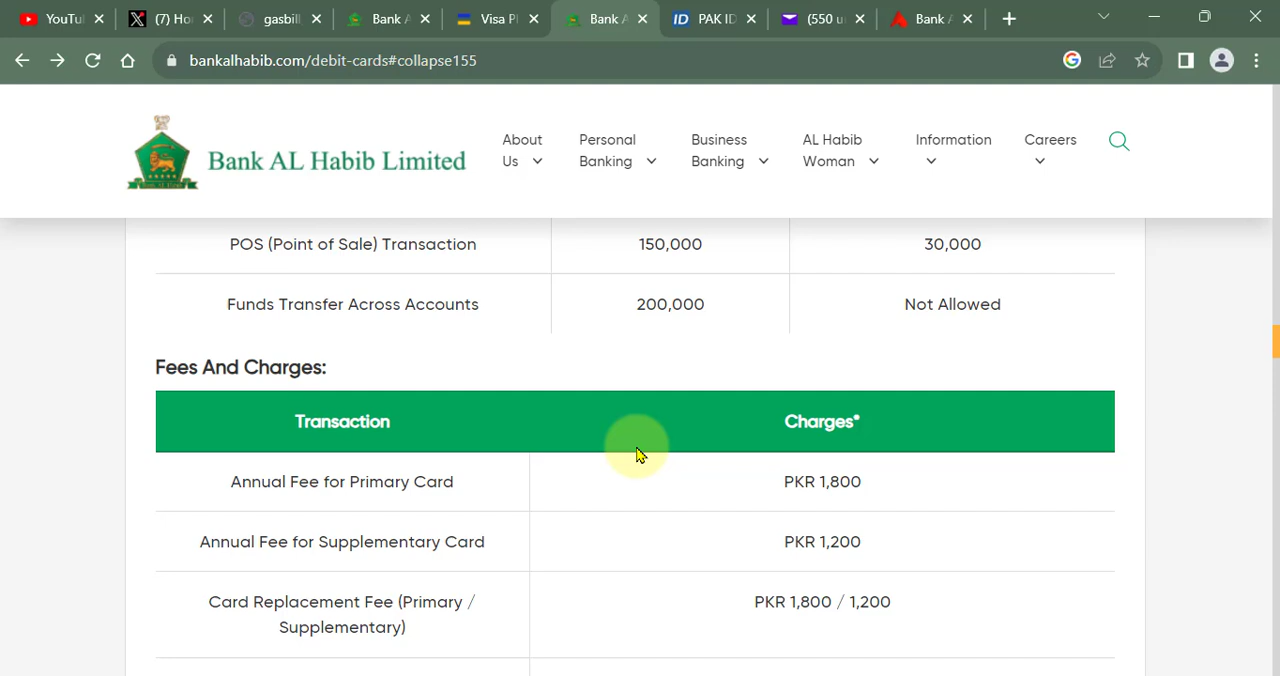 YouTu
(7) Ho
gasbill
Bank A
Visa Pl
Bank A
ID PAK ID
(550 u
Bank A
bankalhabib.com/debit-cards#collapse155
Bank AL Habib Limited
About Us
Personal Banking
Business Banking
AL Habib Woman
Information
Careers
POS (Point of Sale) Transaction 150,000 30,000
Funds Transfer Across Accounts 200,000 Not Allowed
Fees And Charges:
Transaction Charges*
Annual Fee for Primary Card PKR 1,800
Annual Fee for Supplementary Card PKR 1,200
Card Replacement Fee (Primary / PKR 1,800 / 1,200
Supplementary)